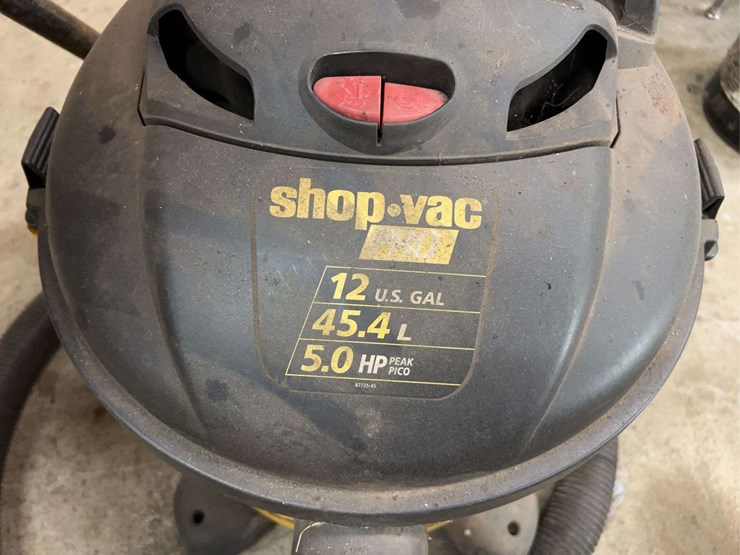 shop·vac
12 U.S. GAL
45.4 L
5.0 HP PEAK PICO